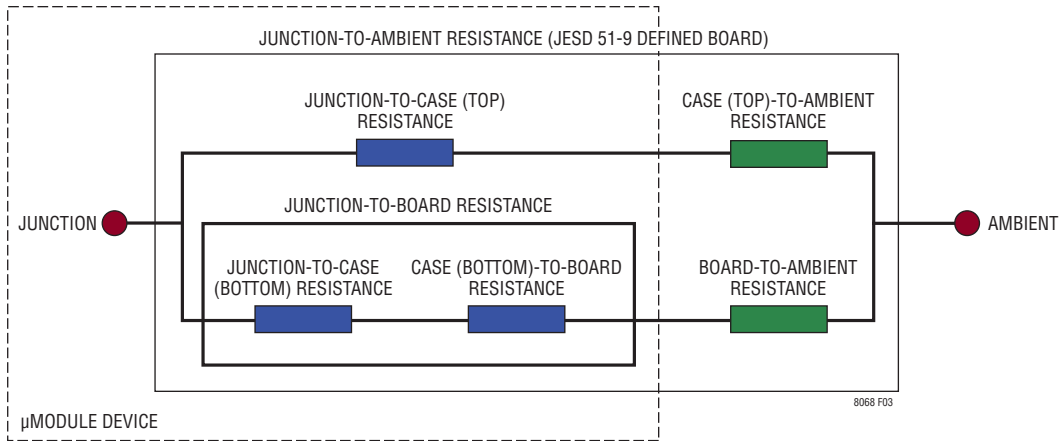 JUNCTION-TO-AMBIENT RESISTANCE (JESD 51-9 DEFINED BOARD)
JUNCTION-TO-CASE (TOP)
RESISTANCE
CASE (TOP)-TO-AMBIENT
RESISTANCE
JUNCTION
JUNCTION-TO-BOARD RESISTANCE
AMBIENT
JUNCTION-TO-CASE
(BOTTOM) RESISTANCE
CASE (BOTTOM)-TO-BOARD
RESISTANCE
BOARD-TO-AMBIENT
RESISTANCE
8068 F03
µMODULE DEVICE